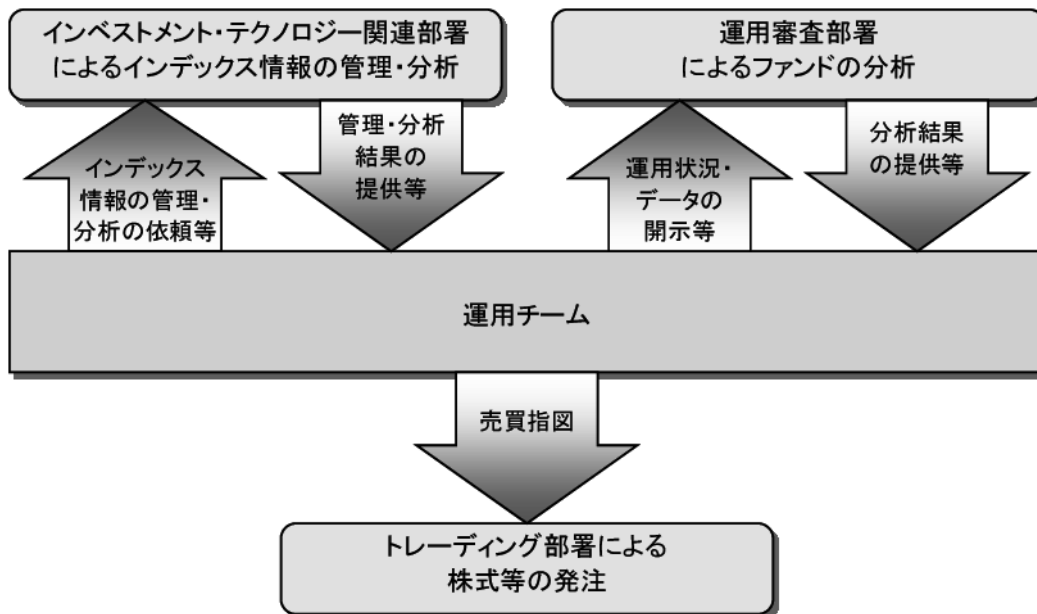 インベストメント・テクノロジー関連部署
によるインデックス情報の管理・分析
運用審査部署
によるファンドの分析
インデックス
情報の管理・
分析の依頼等
管理・分析
結果の
提供等
運用状況・
データの
開示等
分析結果
の提供等
運用チーム
売買指図
トレーディング部署による
株式等の発注